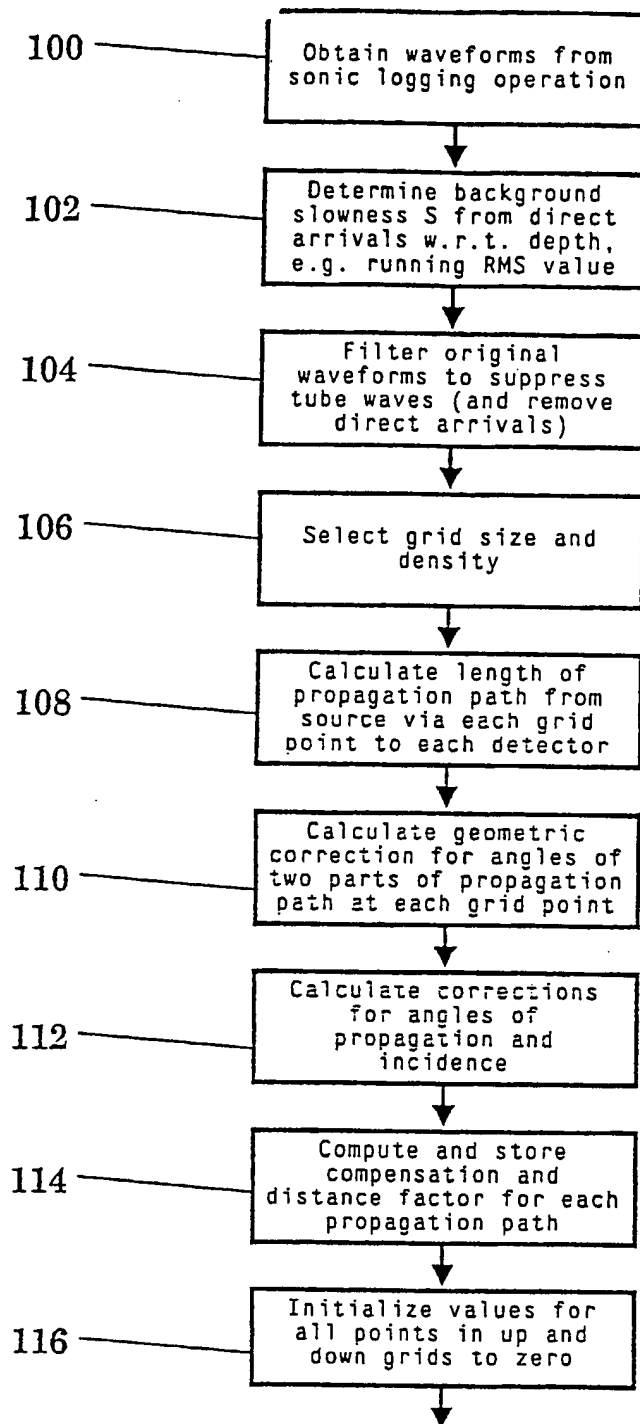 100
Obtain waveforms from
sonic logging operation
102
Determine background
slowness S from direct
arrivals w.r.t. depth,
e.g. running RMS value
104
Filter original
waveforms to suppress
tube waves (and remove
direct arrivals)
106
Select grid size and
density
108
Calculate length of
propagation path from
source via each grid
point to each detector
110
Calculate geometric
correction for angles of
two parts of propagation
path at each grid point
112
Calculate corrections
for angles of
propagation and
incidence
114
Compute and store
compensation and
distance factor for each
propagation path
116
Initialize values for
all points in up and
down grids to zero